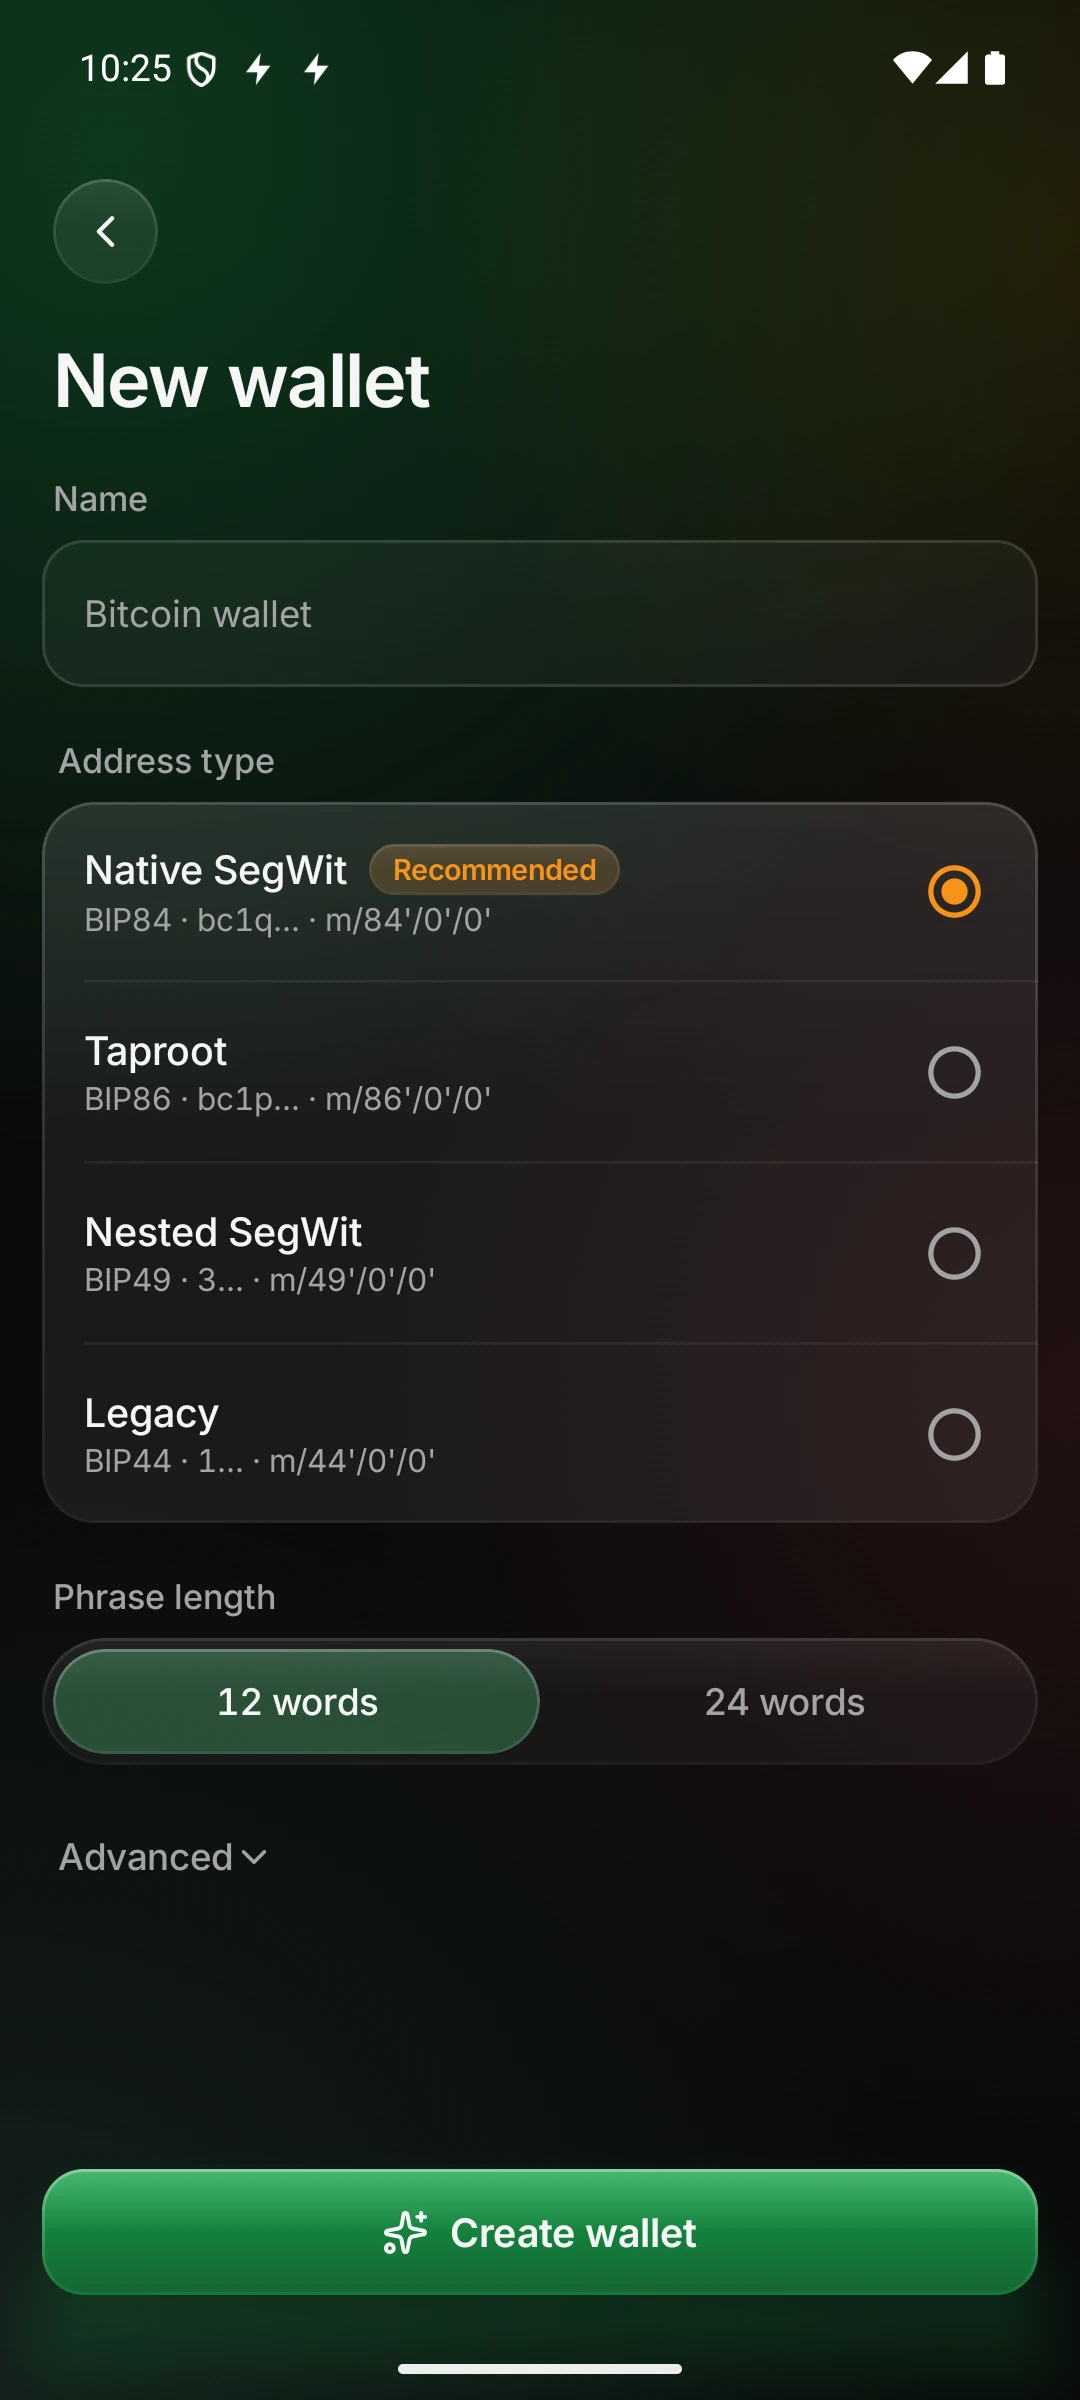 10:25
New wallet
Name
Bitcoin wallet
Address type
Native SegWit Recommended
BIP84 · bc1q... · m/84'/0'/0'
Taproot
BIP86 · bc1p... · m/86'/0'/0'
Nested SegWit
BIP49 · 3... · m/49'/0'/0'
Legacy
BIP44 · 1... · m/44'/0'/0'
Phrase length
12 words 24 words
Advanced
Create wallet